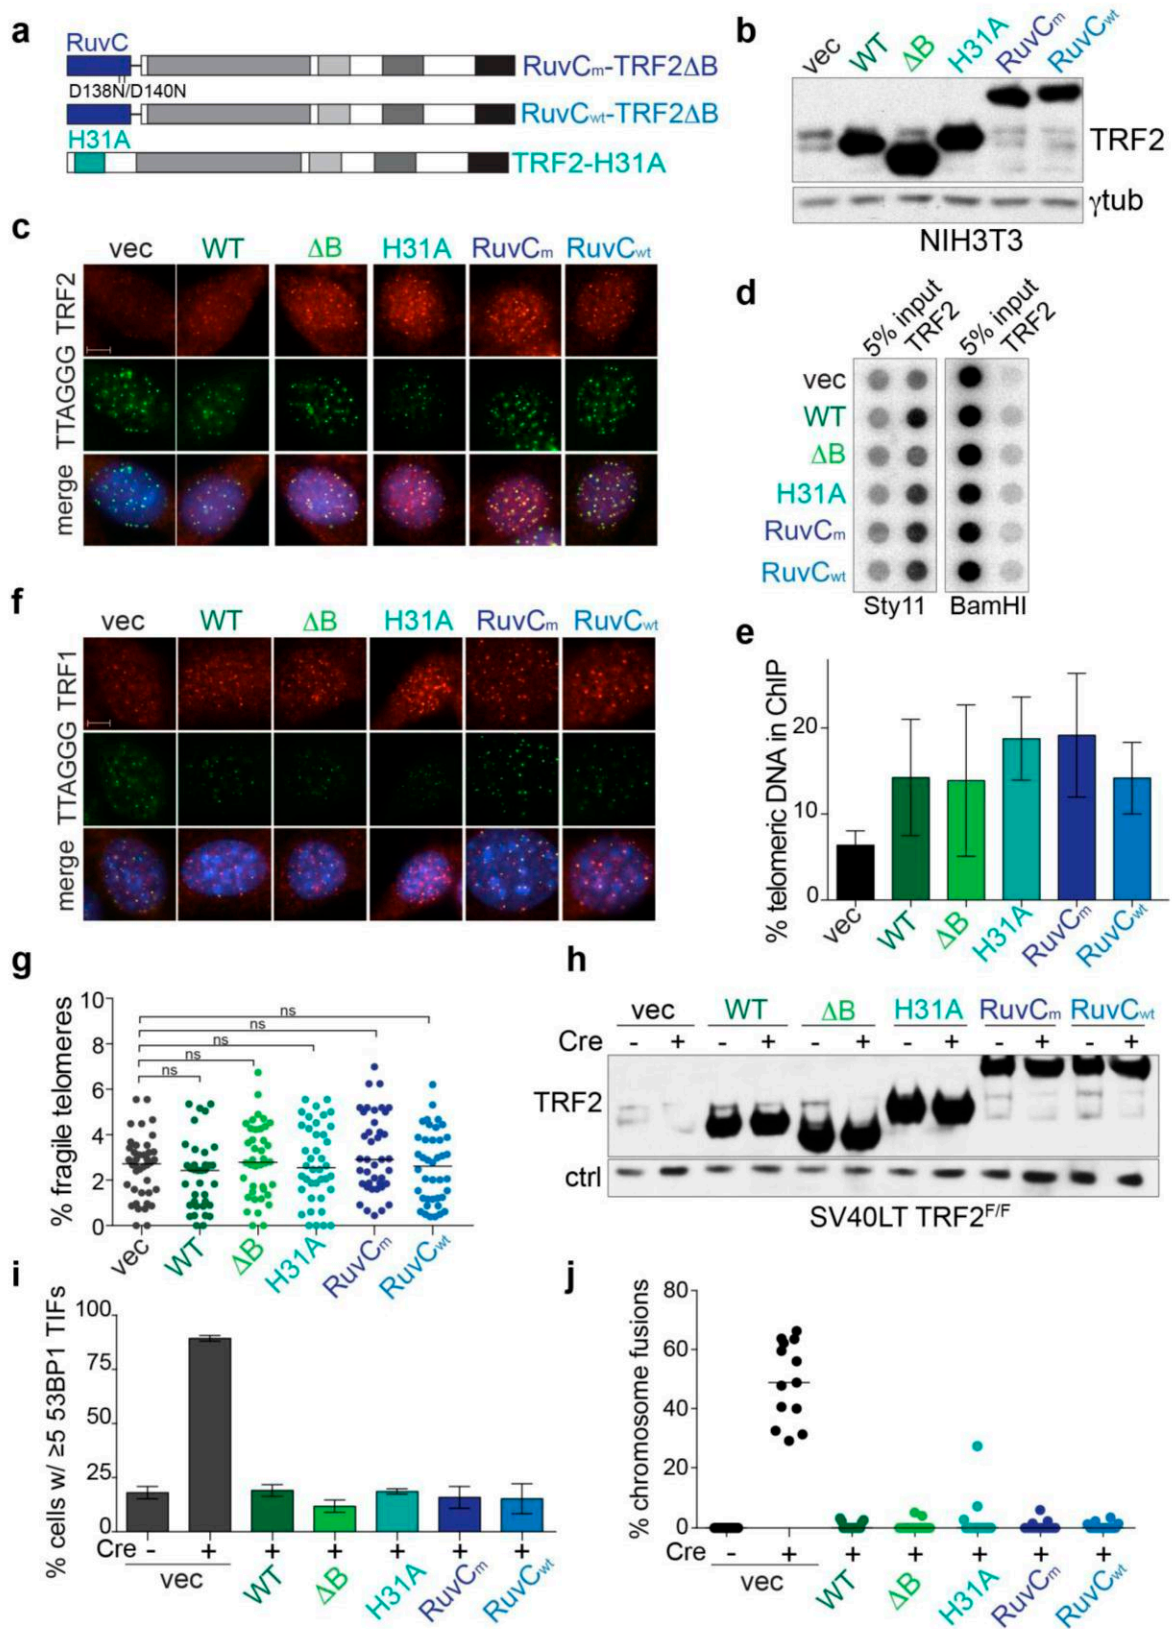 a
RuvC
RuvCm-TRF2ΔB
D138N/D140N
RuvCwt-TRF2ΔB
H31A
TRF2-H31A
b
vec WT ΔB H31A RuvCm RuvCwt
TRF2
γtub
NIH3T3
c
vec WT ΔB H31A RuvCm RuvCwt
TRF2
TTAGGG
merge
d
5% input TRF2 5% input TRF2
vec
WT
ΔB
H31A
RuvCm
RuvCwt
Sty11 BamHI
e
% telomeric DNA in ChIP
20
10
0
vec WT ΔB H31A RuvCm RuvCwt
f
vec WT ΔB H31A RuvCm RuvCwt
TRF1
TTAGGG
merge
g
% fragile telomeres
10
8
6
4
2
0
ns
ns
ns
ns
ns
vec WT ΔB H31A RuvCm RuvCwt
h
vec WT ΔB H31A RuvCm RuvCwt
Cre - + - + - + - + - + - +
TRF2
ctrl
SV40LT TRF2F/F
i
% cells w/ ≥5 53BP1 TIFs
100
75
50
25
0
Cre - + + + + + +
vec WT ΔB H31A RuvCm RuvCwt
j
% chromosome fusions
80
60
40
20
0
Cre - + + + + + +
vec WT ΔB H31A RuvCm RuvCwt